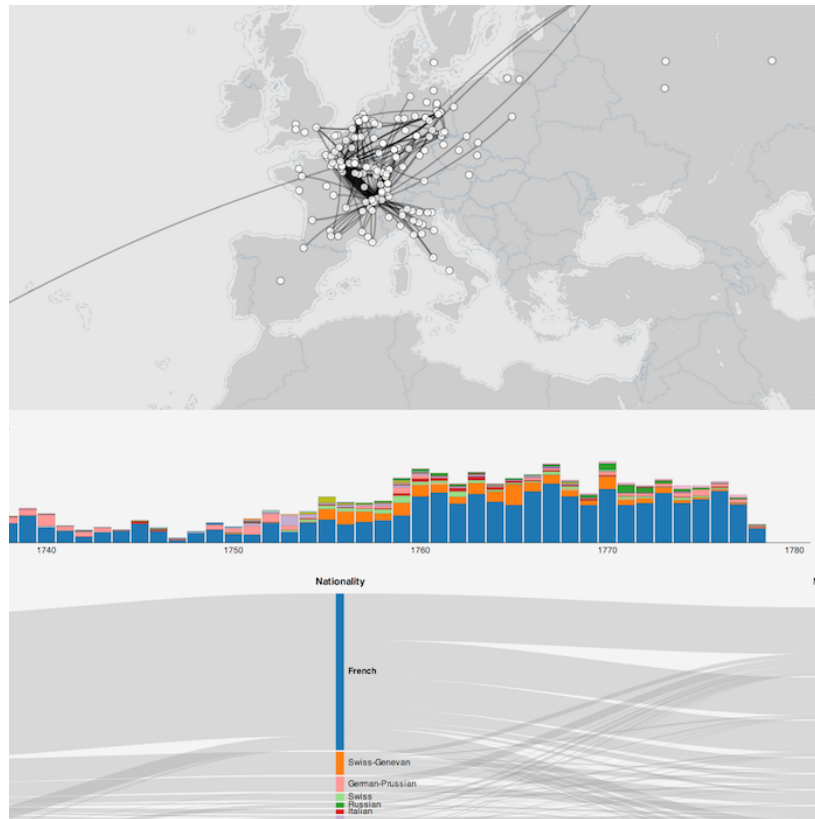 1740 1750 1760 1770 1780
Nationality
French
Swiss-Genevan
German-Prussian
Swiss
Russian
Italian